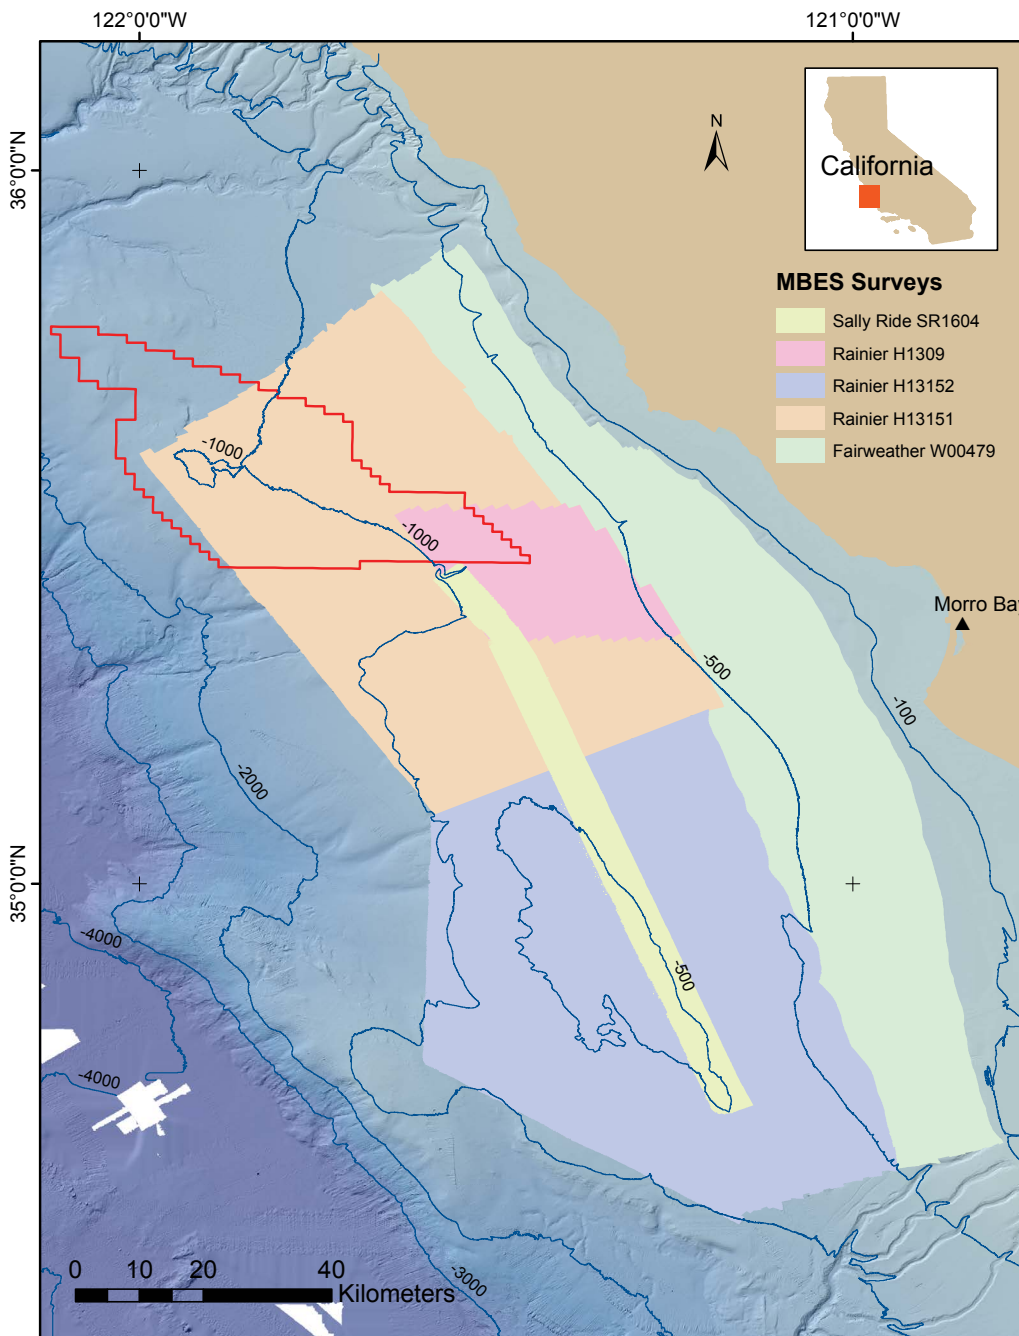 122°0'0"W
121°0'0"W
36°0'0"N
35°0'0"N
N
California
MBES Surveys
Sally Ride SR1604
Rainier H1309
Rainier H13152
Rainier H13151
Fairweather W00479
-1000
-1000
Morro Bay
-500
-100
-2000
-4000
-500
-4000
-3000
0 10 20 40
Kilometers